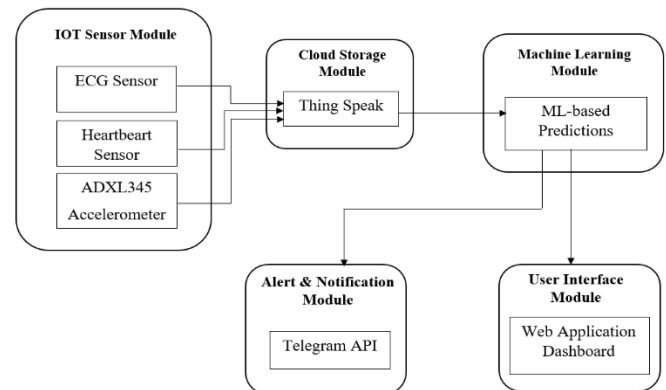 IOT Sensor Module
ECG Sensor
Heartbeart
Sensor
ADXL345
Accelerometer
Cloud Storage
Module
Thing Speak
Machine Learning
Module
ML-based
Predictions
Alert & Notification
Module
Telegram API
User Interface
Module
Web Application
Dashboard